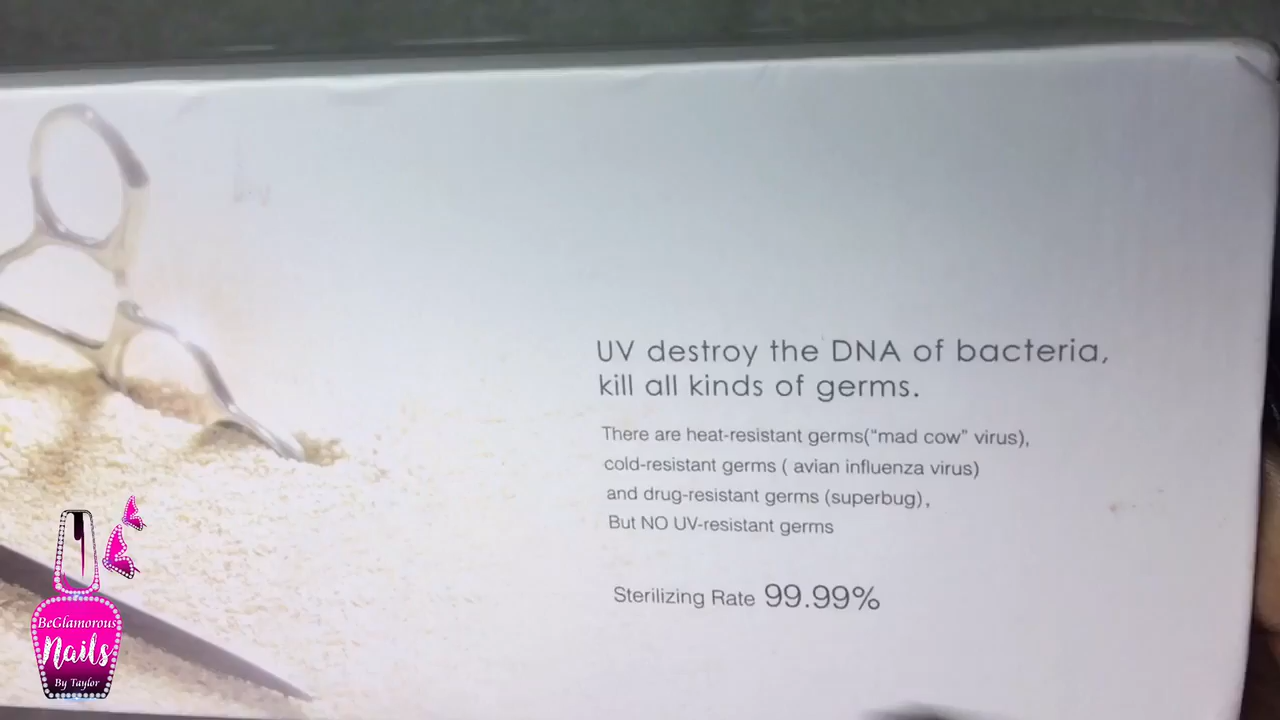 UV destroy the DNA of bacteria,
kill all kinds of germs.
There are heat-resistant germs(“mad cow” virus),
cold-resistant germs ( avian influenza virus)
and drug-resistant germs (superbug),
But NO UV-resistant germs
Sterilizing Rate 99.99%
BeGlamorous
Nails
By Taylor